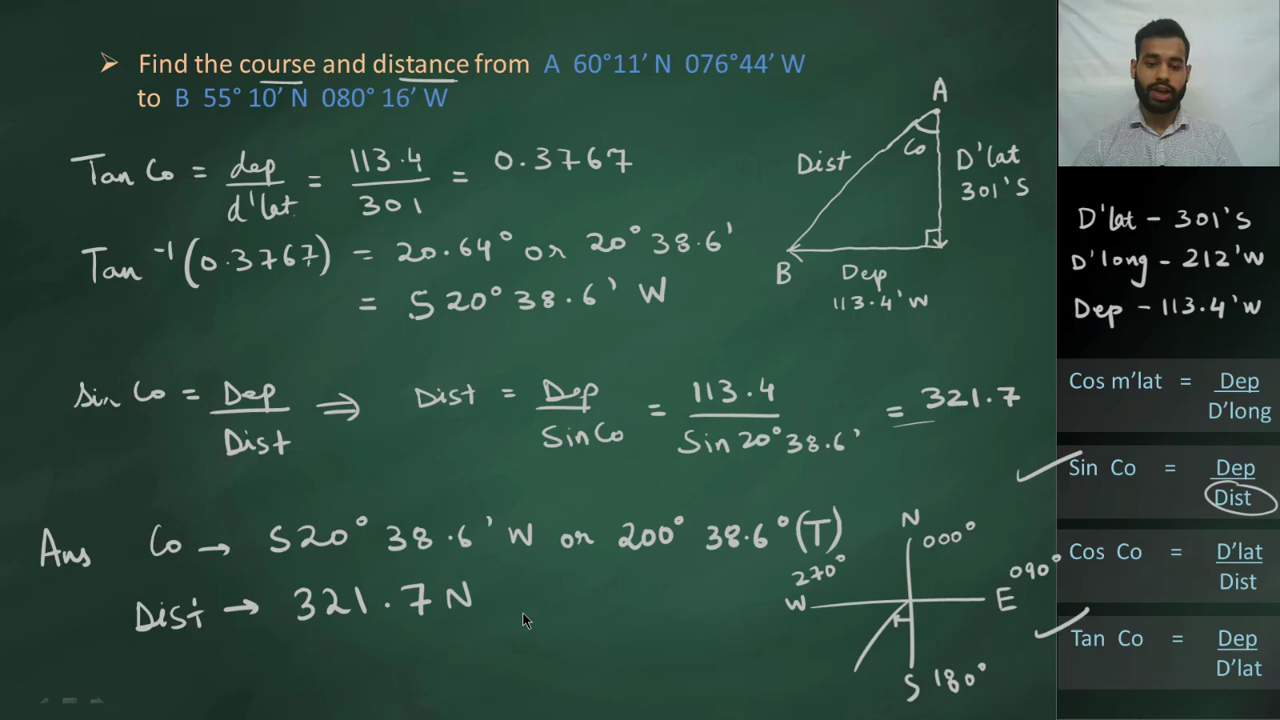 ➢ Find the course and distance from A 60°11' N 076°44' W
to B 55° 10' N 080° 16' W
Tan Co = dep / d'lat = 113.4 / 301 = 0.3767
Tan ⁻¹ (0.3767) = 20.64° or 20° 38.6'
= S 20° 38.6' W
Sin Co = Dep / Dist ⇒ Dist = Dep / Sin Co = 113.4 / Sin 20° 38.6' = 321.7
Ans Co → S 20° 38.6' W or 200° 38.6° (T)
Dist → 321.7 N
A
Co
Dist
D'lat
301'S
B
Dep
113.4'W
N
000°
270°
W
090°
E
S 180°
D'lat - 301'S
D'long - 212'W
Dep - 113.4'W
Cos m'lat = Dep / D'long
Sin Co = Dep / Dist
Cos Co = D'lat / Dist
Tan Co = Dep / D'lat